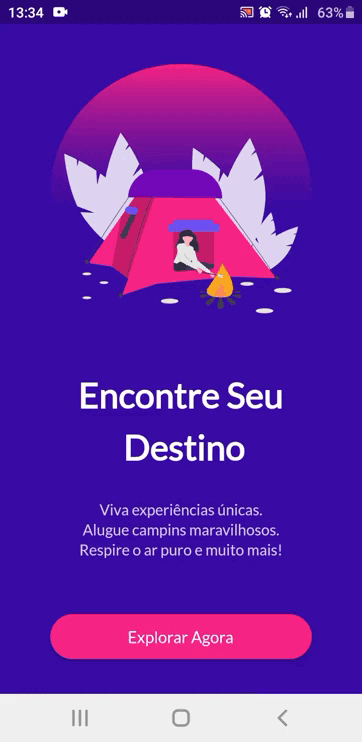 13:34 63%
Encontre Seu
Destino
Viva experiências únicas.
Alugue campins maravilhosos.
Respire o ar puro e muito mais!
Explorar Agora